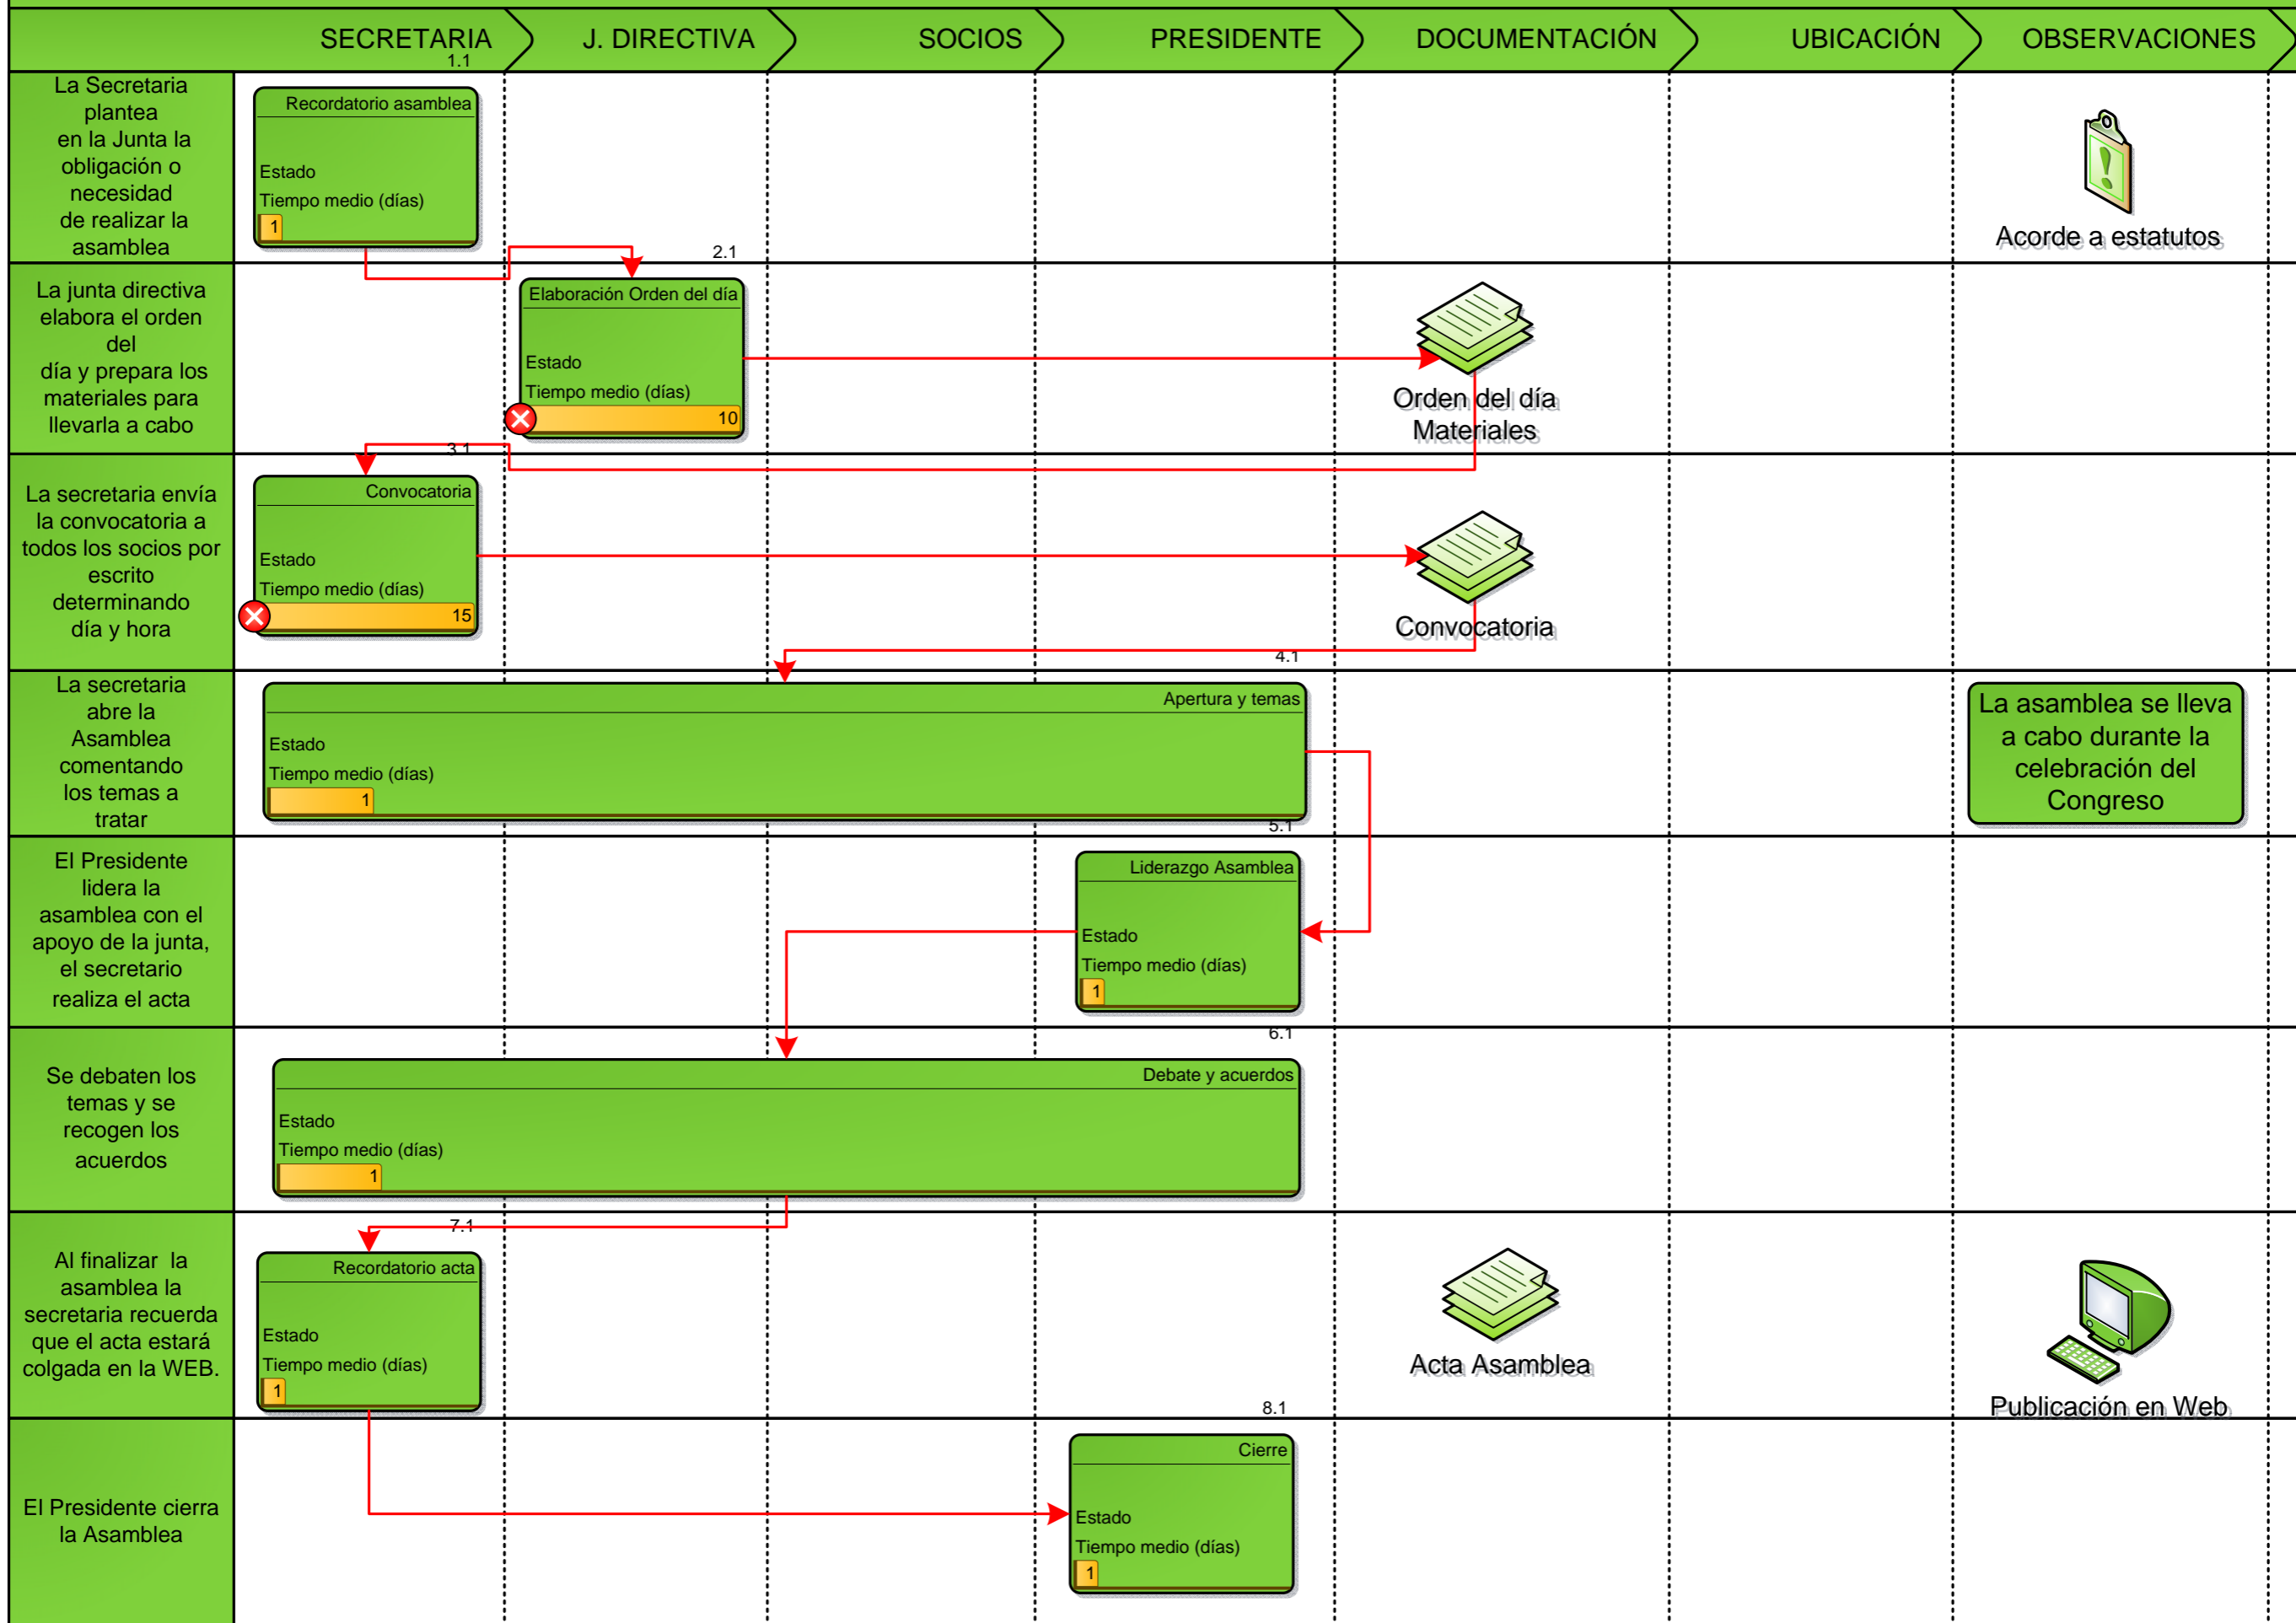 SECRETARIA
J. DIRECTIVA
SOCIOS
PRESIDENTE
DOCUMENTACIÓN
UBICACIÓN
OBSERVACIONES
1.1
La Secretaria
plantea
en la Junta la
obligación o
necesidad
de realizar la
asamblea
Recordatorio asamblea
Estado
Tiempo medio (días)
1
Acorde a estatutos
2.1
La junta directiva
elabora el orden
del
día y prepara los
materiales para
llevarla a cabo
Elaboración Orden del día
Estado
Tiempo medio (días)
10
Orden del día
Materiales
3.1
La secretaria envía
la convocatoria a
todos los socios por
escrito
determinando
día y hora
Convocatoria
Estado
Tiempo medio (días)
15
Convocatoria
4.1
La secretaria
abre la
Asamblea
comentando
los temas a
tratar
Apertura y temas
Estado
Tiempo medio (días)
1
La asamblea se lleva
a cabo durante la
celebración del
Congreso
5.1
El Presidente
lidera la
asamblea con el
apoyo de la junta,
el secretario
realiza el acta
Liderazgo Asamblea
Estado
Tiempo medio (días)
1
6.1
Se debaten los
temas y se
recogen los
acuerdos
Debate y acuerdos
Estado
Tiempo medio (días)
1
7.1
Al finalizar la
asamblea la
secretaria recuerda
que el acta estará
colgada en la WEB.
Recordatorio acta
Estado
Tiempo medio (días)
1
Acta Asamblea
Publicación en Web
8.1
El Presidente cierra
la Asamblea
Cierre
Estado
Tiempo medio (días)
1